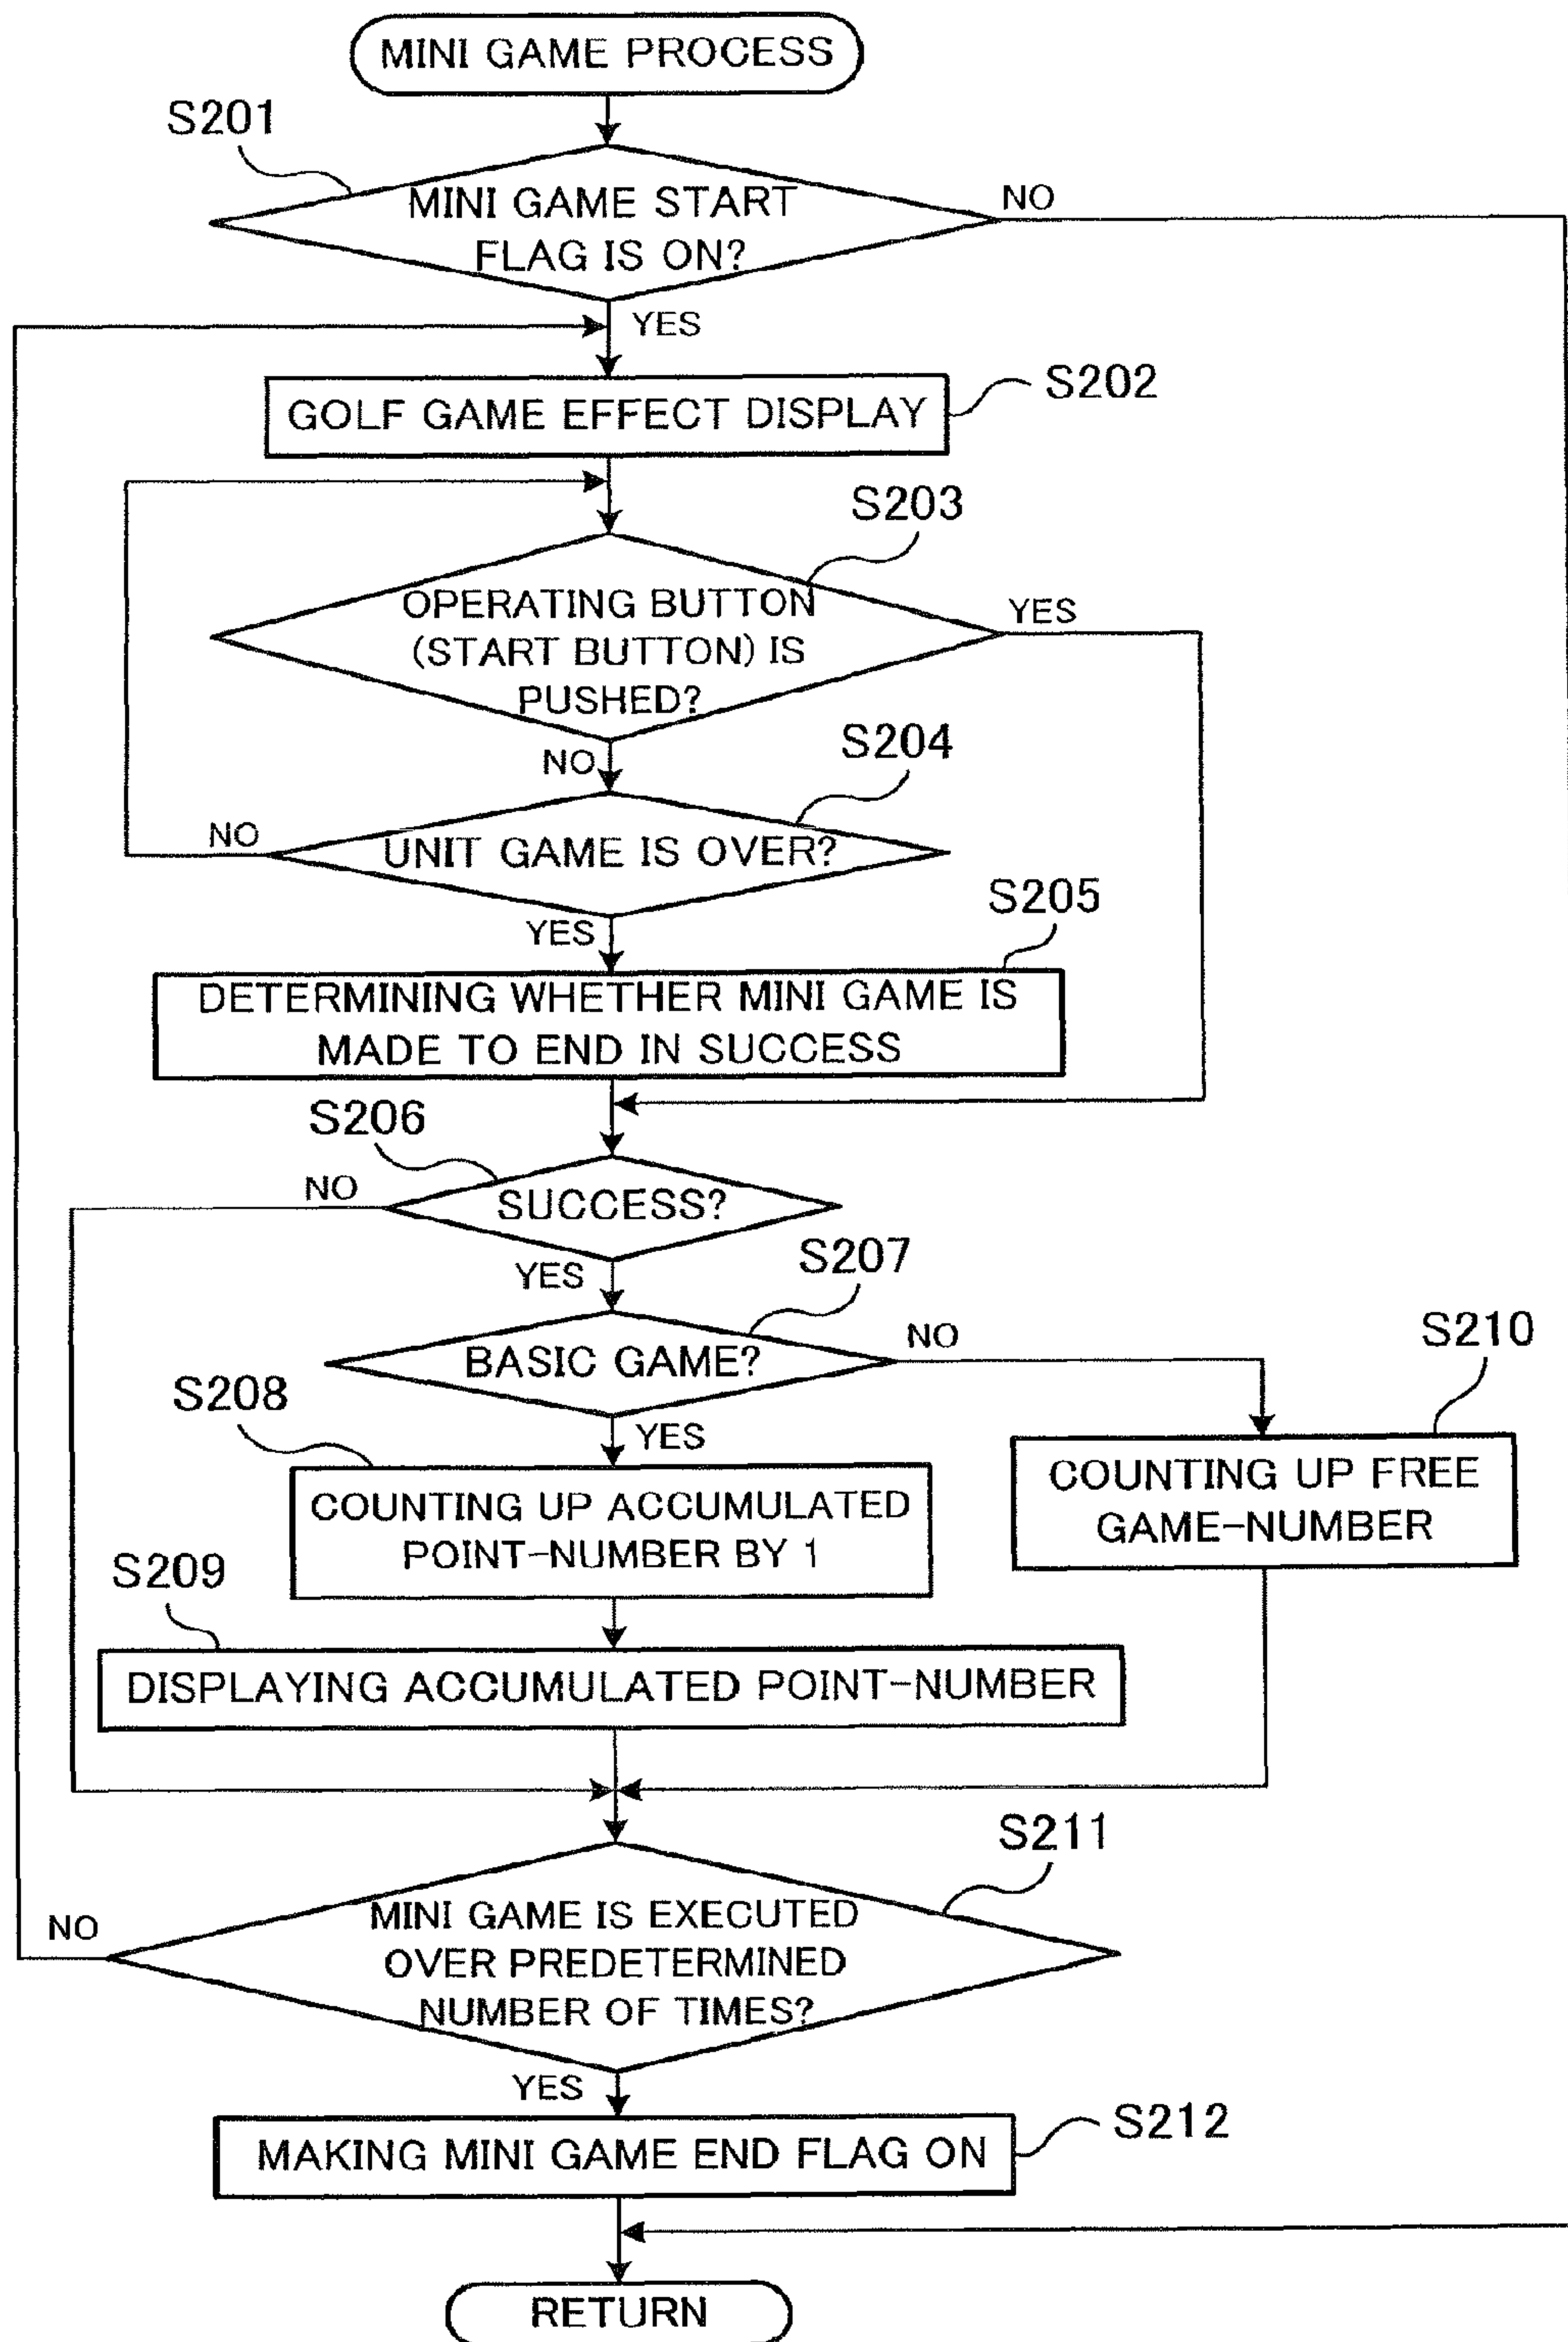 MINI GAME PROCESS
S201
MINI GAME START
FLAG IS ON?
NO
YES
GOLF GAME EFFECT DISPLAY
S202
S203
OPERATING BUTTON
(START BUTTON) IS
PUSHED?
YES
NO
S204
UNIT GAME IS OVER?
NO
YES
S205
DETERMINING WHETHER MINI GAME IS
MADE TO END IN SUCCESS
S206
SUCCESS?
NO
YES
S207
BASIC GAME?
NO
YES
S208
COUNTING UP ACCUMULATED
POINT-NUMBER BY 1
S210
COUNTING UP FREE
GAME-NUMBER
S209
DISPLAYING ACCUMULATED POINT-NUMBER
S211
MINI GAME IS EXECUTED
OVER PREDETERMINED
NUMBER OF TIMES?
NO
YES
MAKING MINI GAME END FLAG ON
S212
RETURN